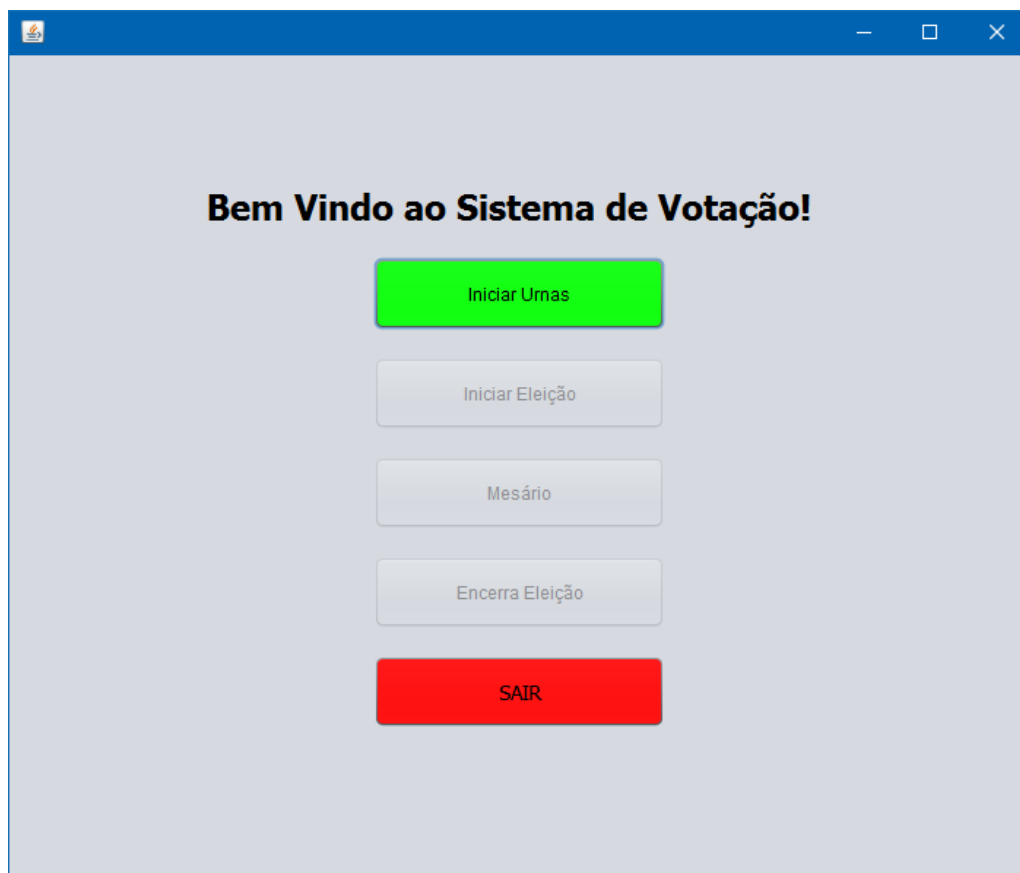 Bem Vindo ao Sistema de Votação!
Iniciar Urnas
Iniciar Eleição
Mesário
Encerra Eleição
SAIR